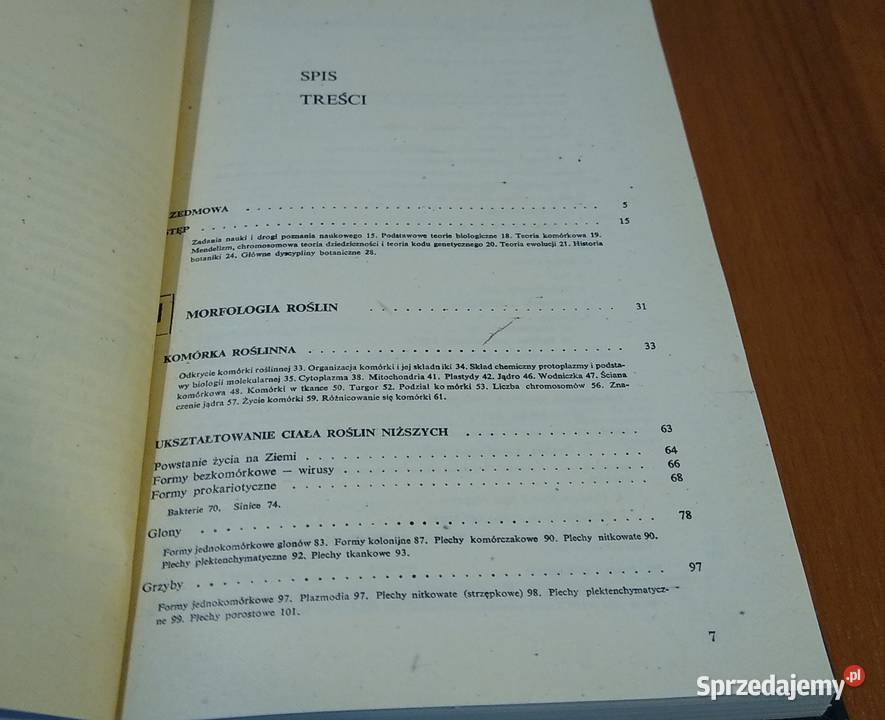 SPIS
TREŚCI
ZEDMOWA . . . . . . . . . . . . . . . . . . . . . . . . 5
STĘP . . . . . . . . . . . . . . . . . . . . . . . . . . 15
Zadania nauki i drogi poznania naukowego 15. Podstawowe teorie biologiczne 18. Teoria komórkowa 19.
Mendelizm, chromosomowa teoria dziedziczności i teoria kodu genetycznego 20. Teoria ewolucji 21. Historia
botaniki 24. Główne dyscypliny botaniczne 28.
I MORFOLOGIA ROŚLIN . . . . . . . . . . . . . . . . . 31
KOMÓRKA ROŚLINNA . . . . . . . . . . . . . . . . . . . 33
Odkrycie komórki roślinnej 33. Organizacja komórki i jej składniki 34. Skład chemiczny protoplazmy i podsta-
wy biologii molekularnej 35. Cytoplazma 38. Mitochondria 41. Plastydy 42. Jądro 46. Wodniczka 47. Ściana
komórkowa 48. Komórki w tkance 50. Turgor 52. Podział komórki 53. Liczba chromosomów 56. Zna-
czenie jądra 57. Życie komórki 59. Różnicowanie się komórki 61.
UKSZTAŁTOWANIE CIAŁA ROŚLIN NIŻSZYCH . . . . . . . . . . 63
Powstanie życia na Ziemi . . . . . . . . . . . . . . . . . . 64
Formy bezkomórkowe — wirusy . . . . . . . . . . . . . . . . 66
Formy prokariotyczne . . . . . . . . . . . . . . . . . . . . 68
Bakterie 70. Sinice 74.
Glony . . . . . . . . . . . . . . . . . . . . . . . . . . . 78
Formy jednokomórkowe glonów 83. Formy kolonijne 87. Plechy komórczakowe 90. Plechy nitkowate 90.
Plechy plektenchymatyczne 92. Plechy tkankowe 93.
Grzyby . . . . . . . . . . . . . . . . . . . . . . . . . . 97
Formy jednokomórkowe 97. Plazmodia 97. Plechy nitkowate (strzępkowe) 98. Plechy plektenchymatycz-
ne 99. Plechy porostowe 101.
7
Sprzedajemy.pl